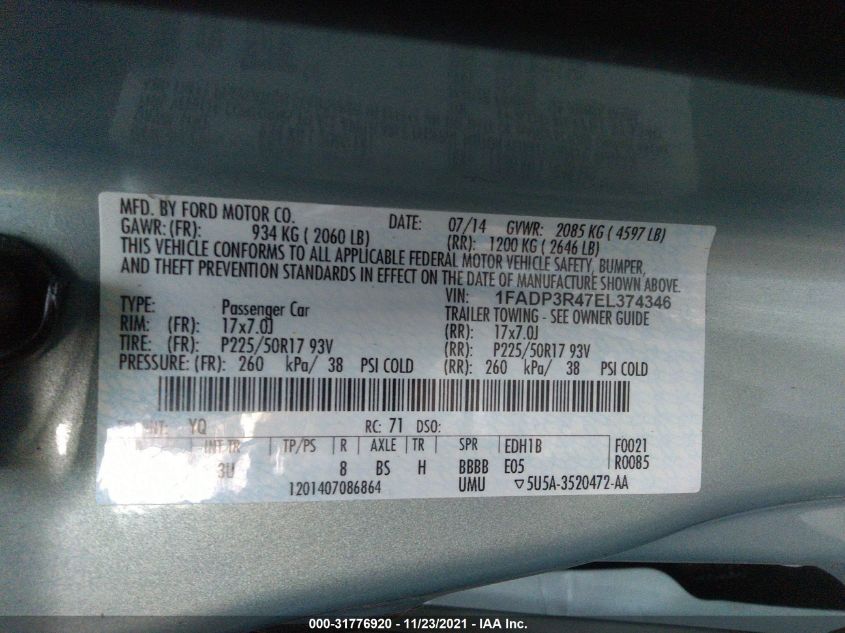 MFD. BY FORD MOTOR CO.
DATE: 07/14 GVWR: 2085 KG ( 4597 LB)
GAWR: (FR): 934 KG ( 2060 LB) (RR): 1200 KG ( 2646 LB)
THIS VEHICLE CONFORMS TO ALL APPLICABLE FEDERAL MOTOR VEHICLE SAFETY, BUMPER,
AND THEFT PREVENTION STANDARDS IN EFFECT ON THE DATE OF MANUFACTURE SHOWN ABOVE.
VIN: 1FADP3R47EL374346
TYPE: Passenger Car TRAILER TOWING - SEE OWNER GUIDE
RIM: (FR): 17x7.0J (RR): 17x7.0J
TIRE: (FR): P225/50R17 93V (RR): P225/50R17 93V
PRESSURE: (FR): 260 kPa/ 38 PSI COLD (RR): 260 kPa/ 38 PSI COLD
YQ RC: 71 DSO:
INT TR TP/PS R AXLE TR SPR EDH1B F0021
3U 8 BS H BBBB E05 R0085
1201407086864 UMU ▽5U5A-3520472-AA
000-31776920 - 11/23/2021 - IAA Inc.